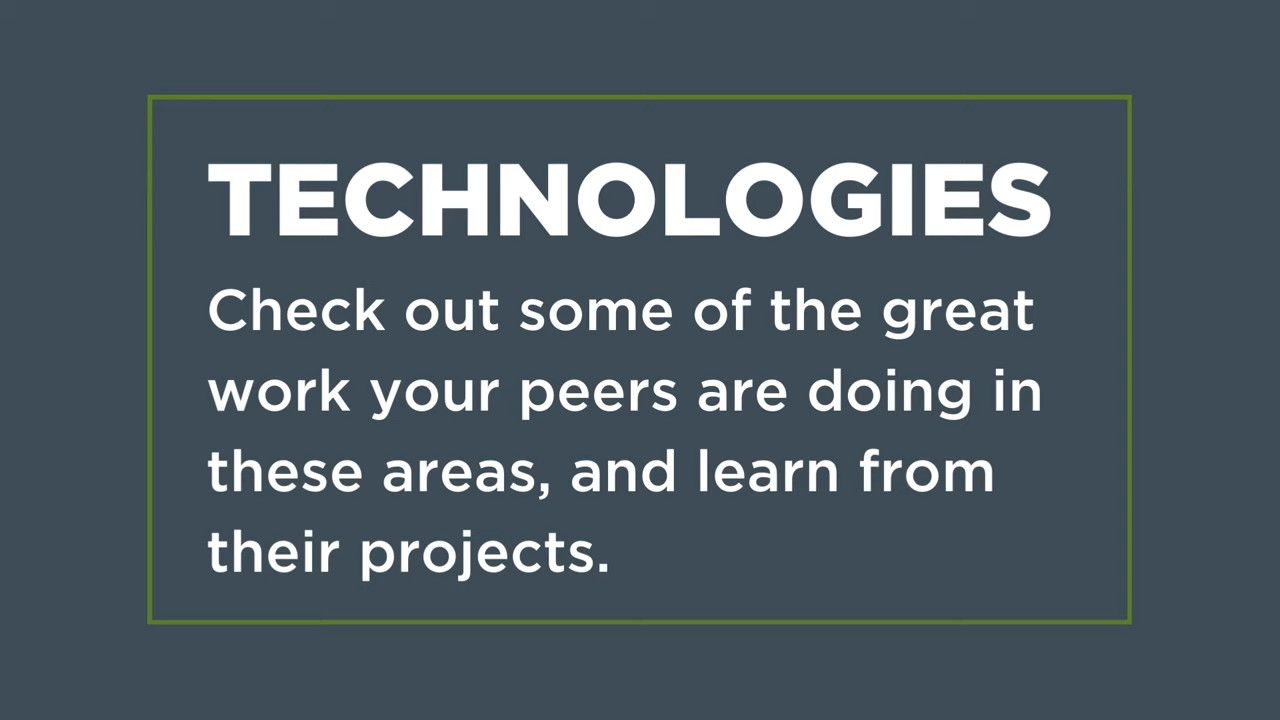 TECHNOLOGIES
Check out some of the great
work your peers are doing in
these areas, and learn from
their projects.